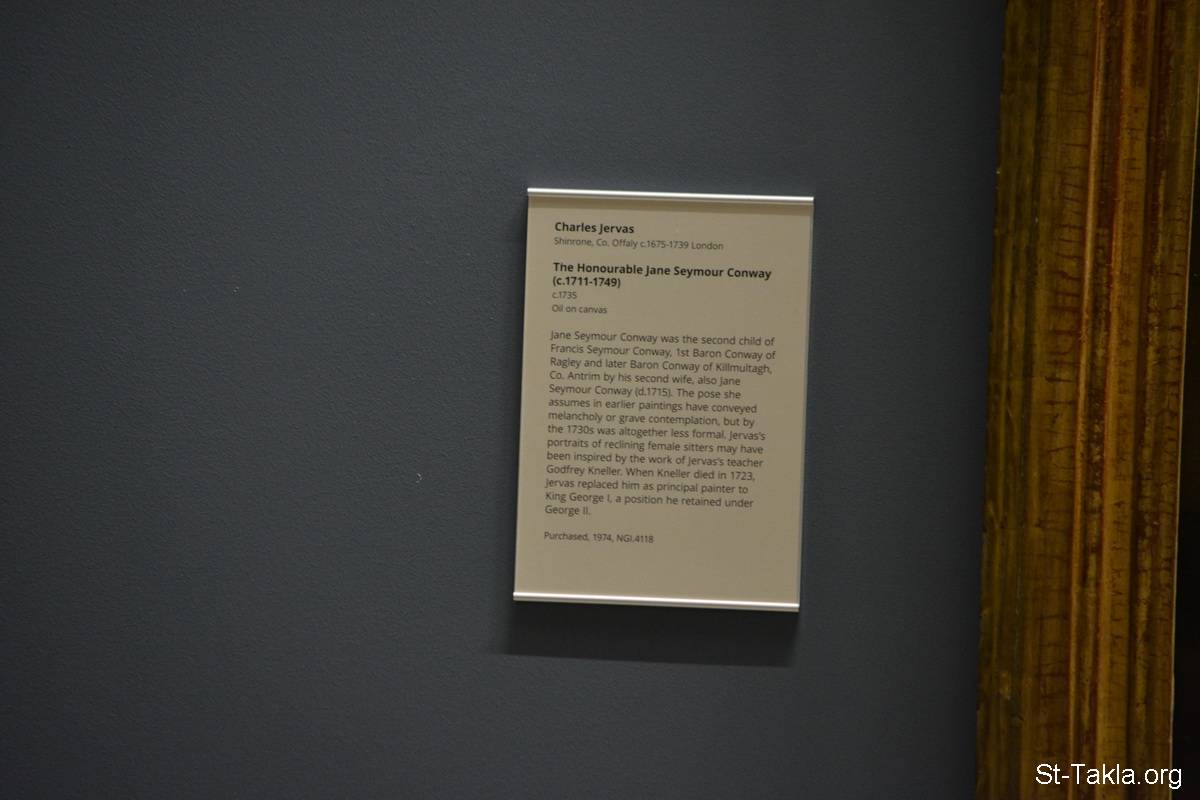 Charles Jervas
Shinrone, Co. Offaly c.1675-1739 London
The Honourable Jane Seymour Conway
(c.1711-1749)
c.1735
Oil on canvas
Jane Seymour Conway was the second child of
Francis Seymour Conway, 1st Baron Conway of
Ragley and later Baron Conway of Killmultagh,
Co. Antrim by his second wife, also Jane
Seymour Conway (d.1715). The pose she
assumes in earlier paintings have conveyed
melancholy or grave contemplation, but by
the 1730s was altogether less formal. Jervas's
portraits of reclining female sitters may have
been inspired by the work of Jervas's teacher
Godfrey Kneller. When Kneller died in 1723,
Jervas replaced him as principal painter to
King George I, a position he retained under
George II.
Purchased, 1974, NGI.4118
St-Takla.org